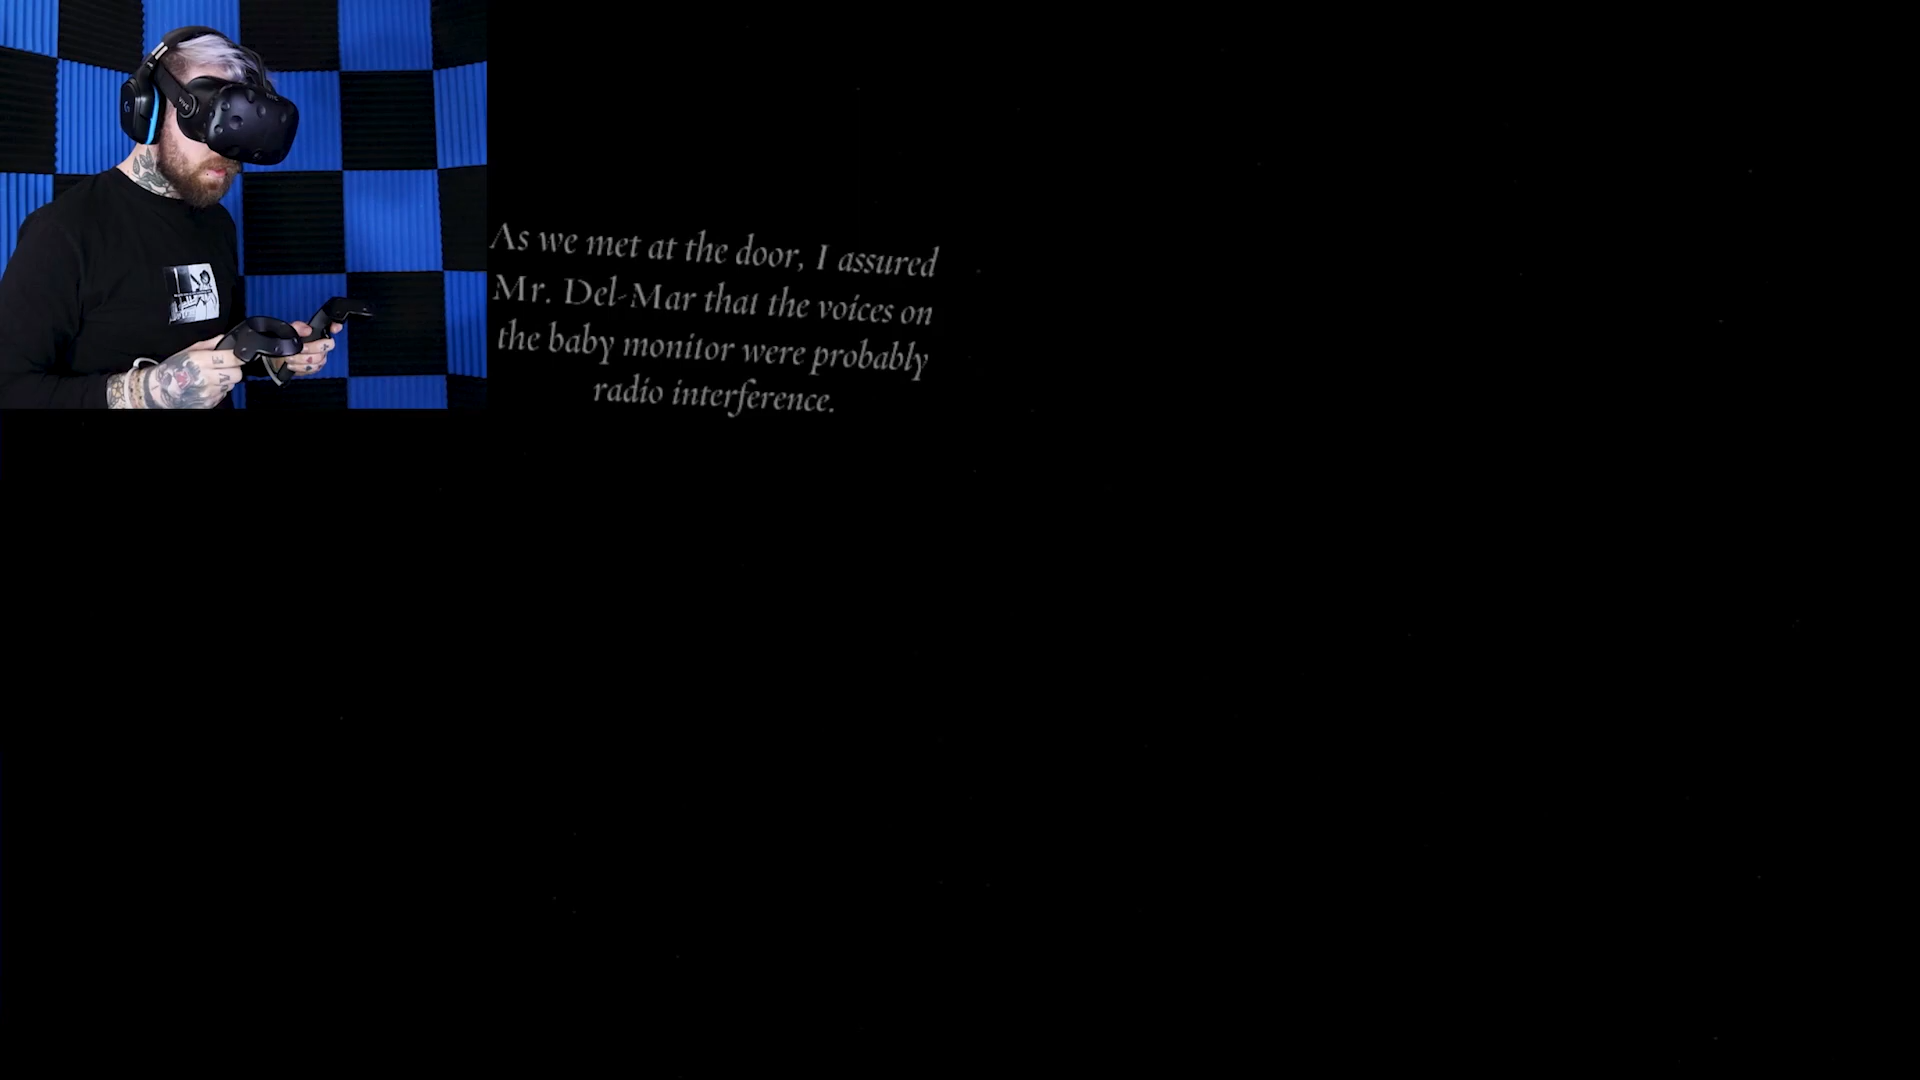 As we met at the door, I assured
Mr. Del-Mar that the voices on
the baby monitor were probably
radio interference.